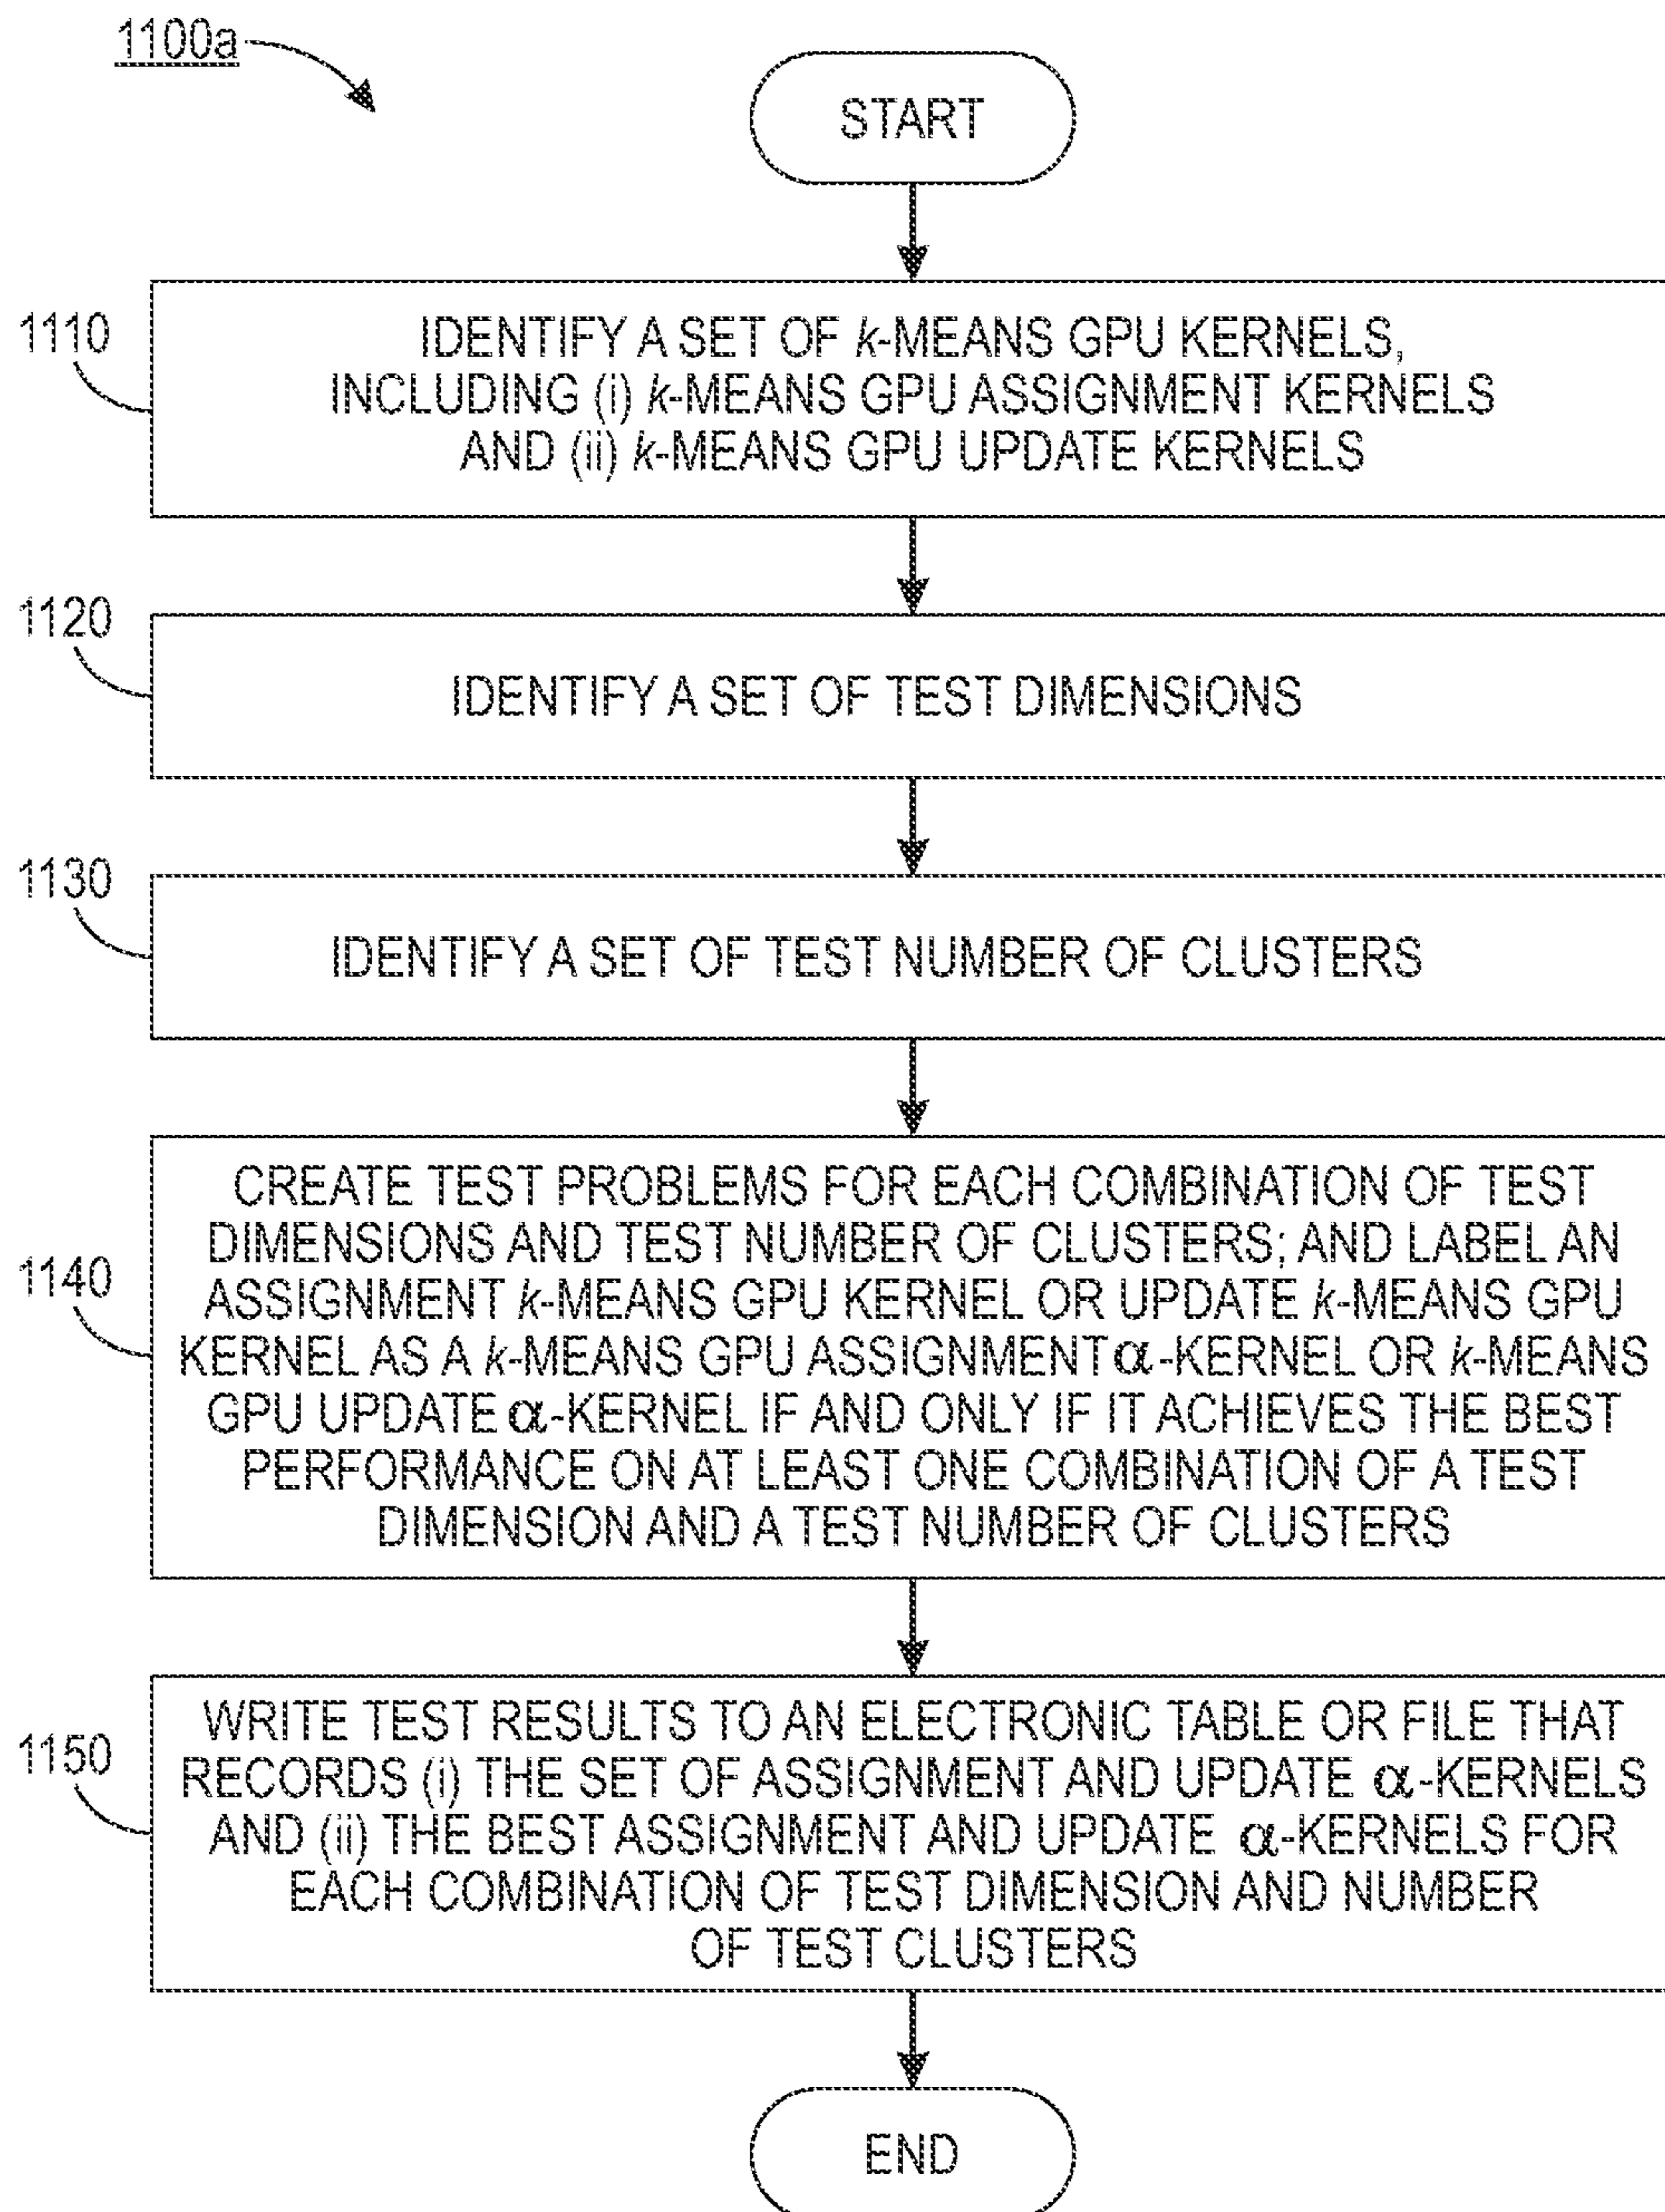 1100a
START
1110
IDENTIFY A SET OF k-MEANS GPU KERNELS,
INCLUDING (i) k-MEANS GPU ASSIGNMENT KERNELS
AND (ii) k-MEANS GPU UPDATE KERNELS
1120
IDENTIFY A SET OF TEST DIMENSIONS
1130
IDENTIFY A SET OF TEST NUMBER OF CLUSTERS
1140
CREATE TEST PROBLEMS FOR EACH COMBINATION OF TEST
DIMENSIONS AND TEST NUMBER OF CLUSTERS; AND LABEL AN
ASSIGNMENT k-MEANS GPU KERNEL OR UPDATE k-MEANS GPU
KERNEL AS A k-MEANS GPU ASSIGNMENT α-KERNEL OR k-MEANS
GPU UPDATE α-KERNEL IF AND ONLY IF IT ACHIEVES THE BEST
PERFORMANCE ON AT LEAST ONE COMBINATION OF A TEST
DIMENSION AND A TEST NUMBER OF CLUSTERS
1150
WRITE TEST RESULTS TO AN ELECTRONIC TABLE OR FILE THAT
RECORDS (i) THE SET OF ASSIGNMENT AND UPDATE α-KERNELS
AND (ii) THE BEST ASSIGNMENT AND UPDATE α-KERNELS FOR
EACH COMBINATION OF TEST DIMENSION AND NUMBER
OF TEST CLUSTERS
END